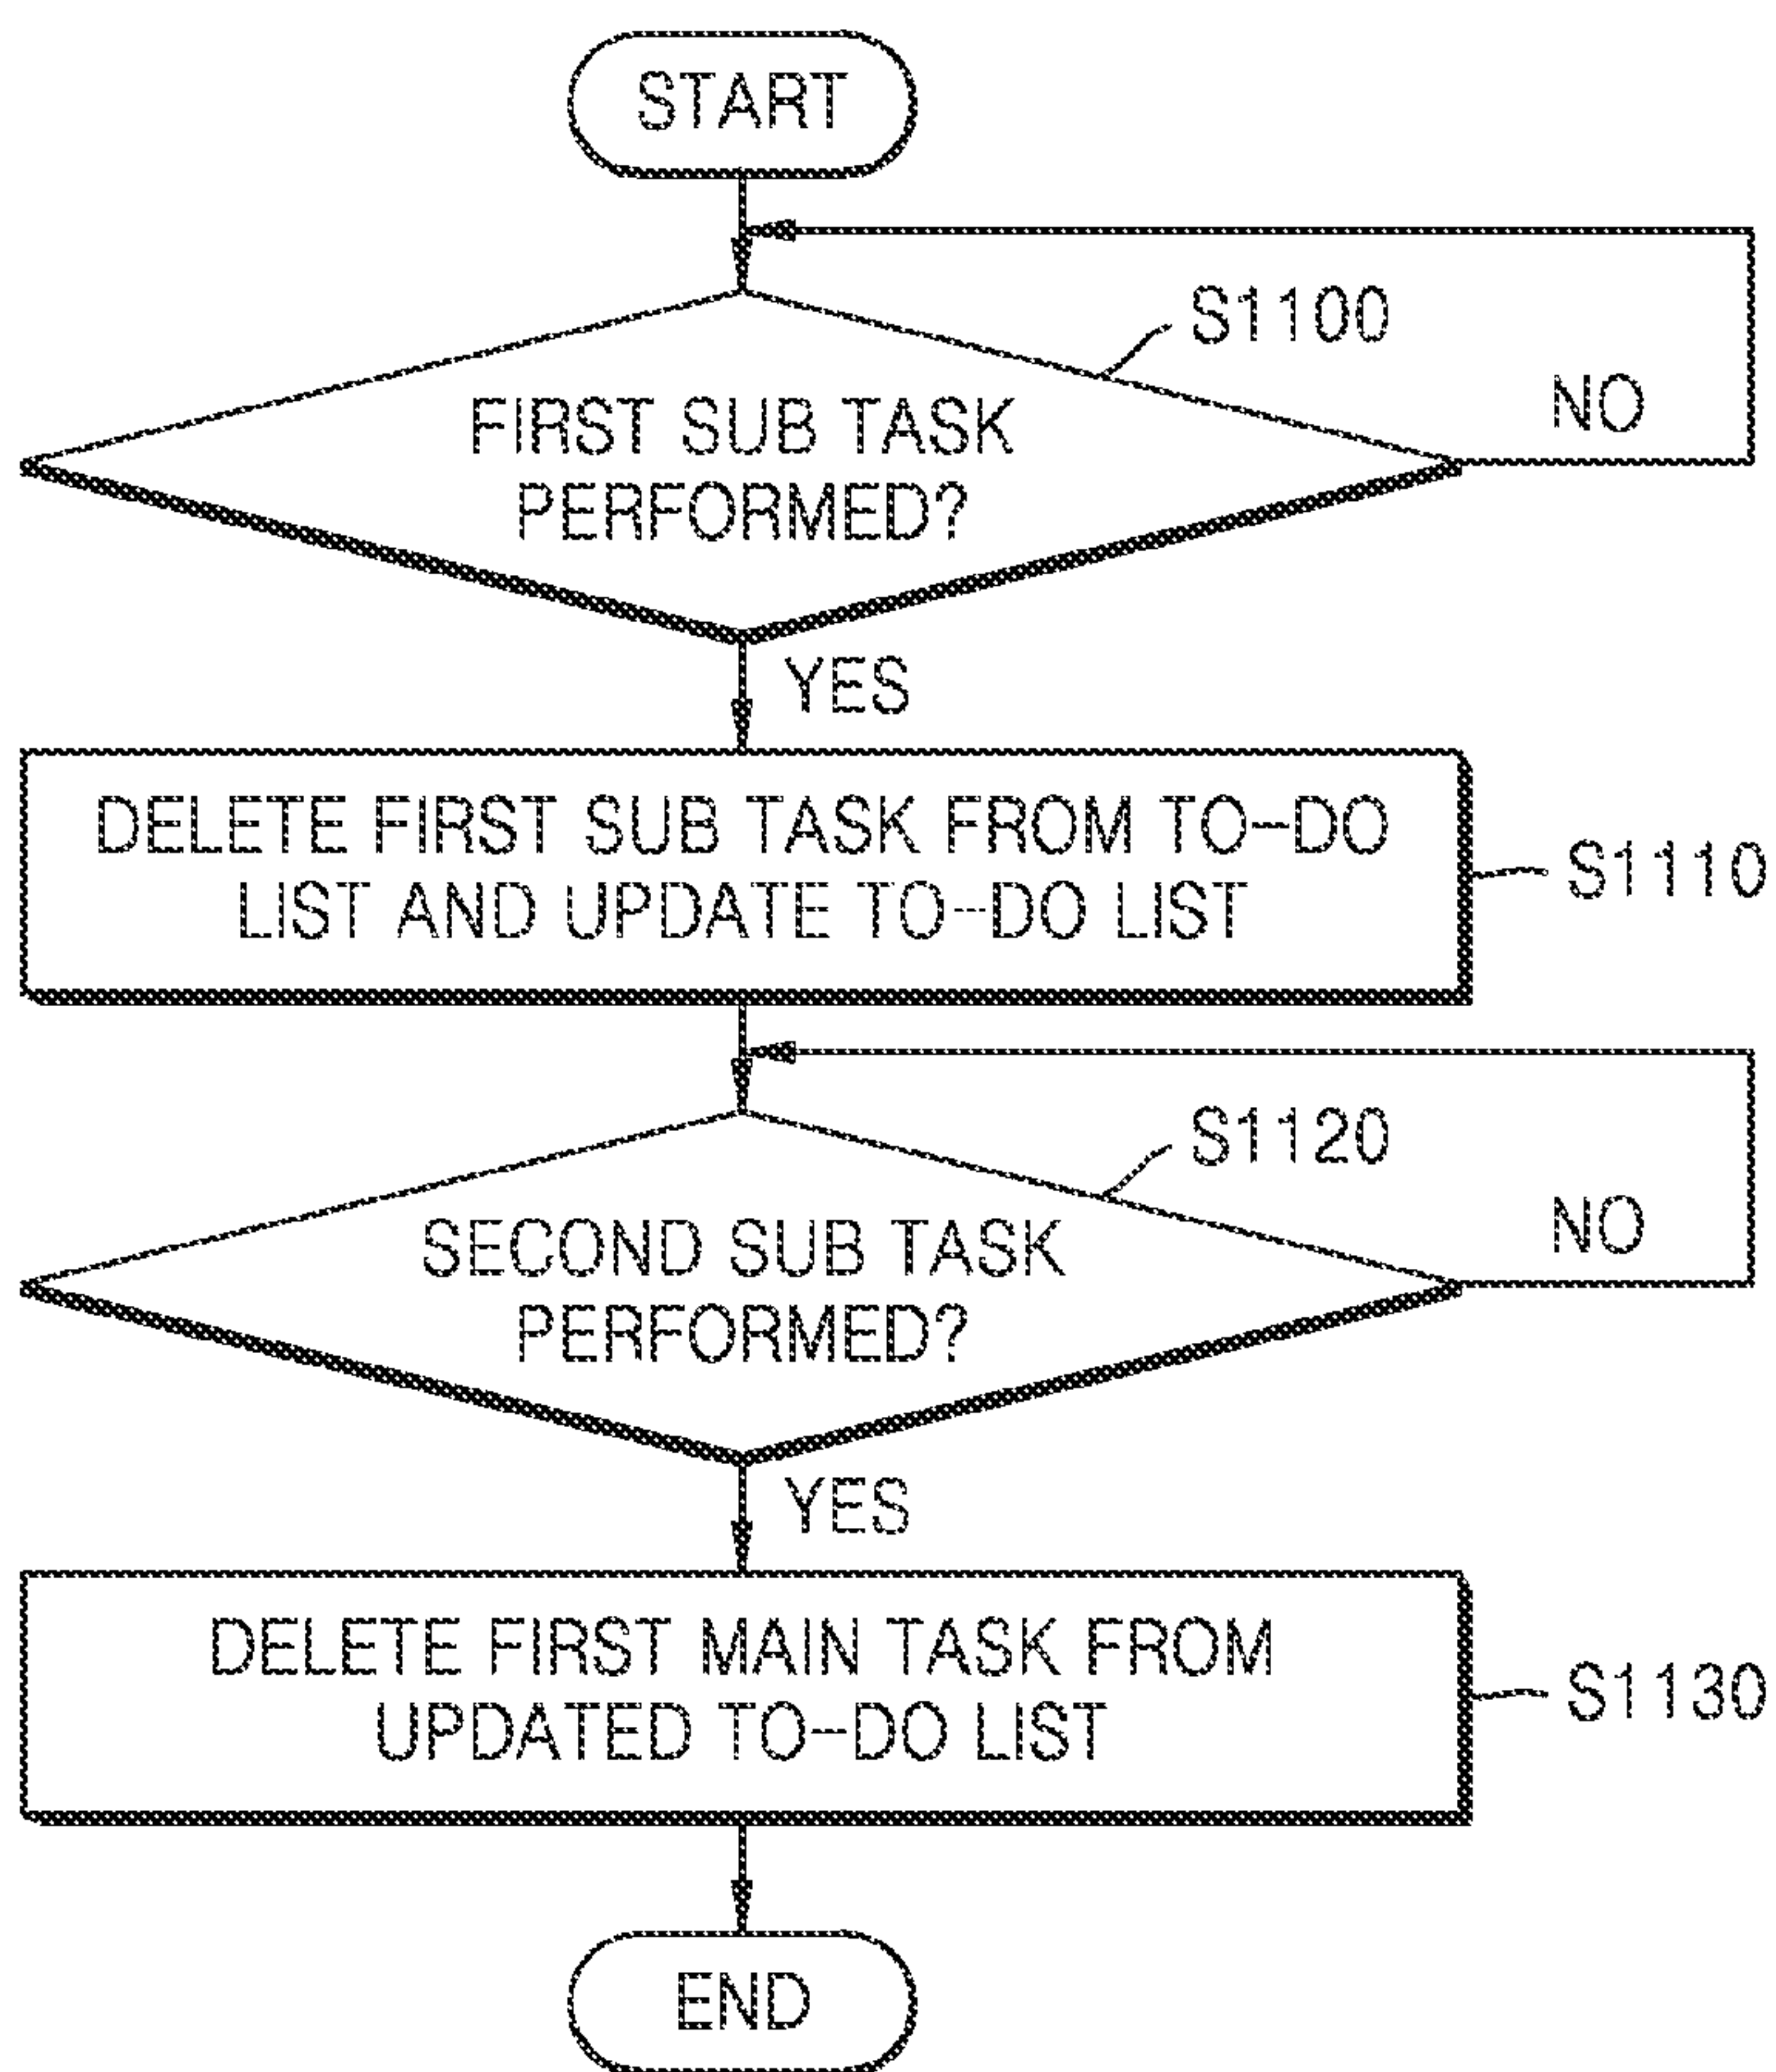 START
S1100
NO
FIRST SUB TASK
PERFORMED?
YES
DELETE FIRST SUB TASK FROM TO-DO
LIST AND UPDATE TO-DO LIST
S1110
S1120
NO
SECOND SUB TASK
PERFORMED?
YES
DELETE FIRST MAIN TASK FROM
UPDATED TO-DO LIST
S1130
END